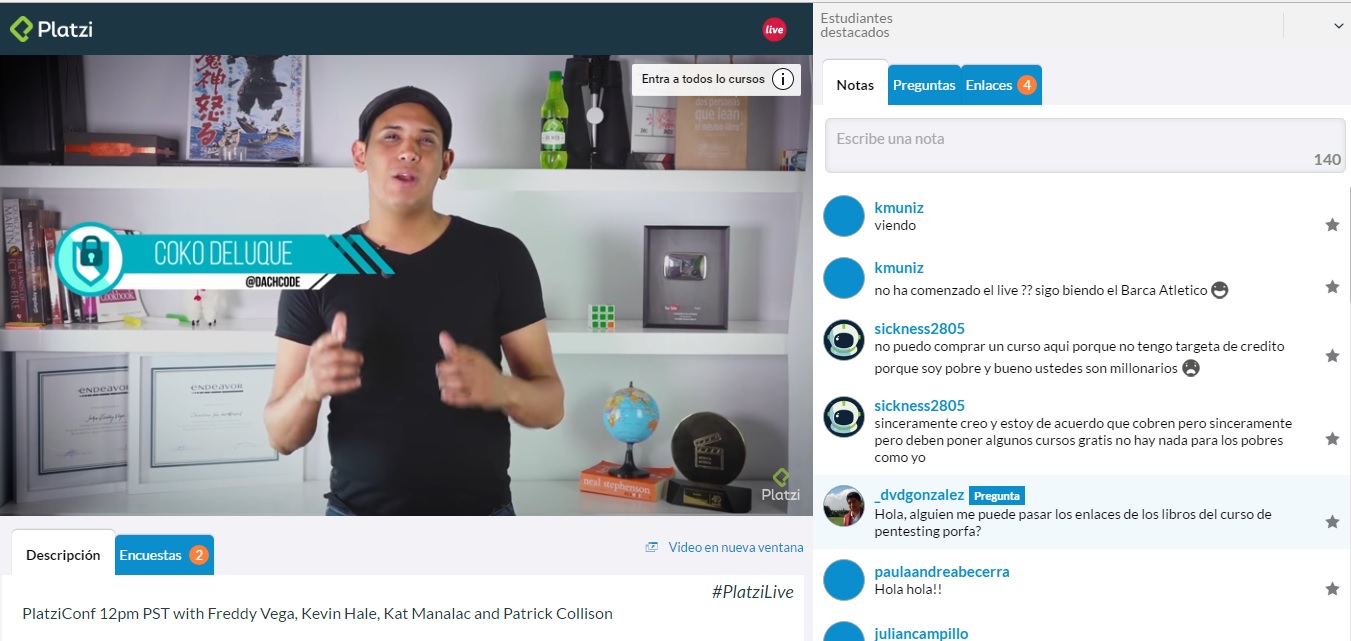 Platzi
live
Entra a todos lo cursos
魔神怒る
COKO DELUQUE
@DACHCODE
Cookbook
ENDEAVOR
ENDEAVOR
neal stephenson
Platzi
Descripción
Encuestas 2
Video en nueva ventana
#PlatziLive
PlatziConf 12pm PST with Freddy Vega, Kevin Hale, Kat Manalac and Patrick Collison
Estudiantes
destacados
Notas
Preguntas
Enlaces 4
Escribe una nota
140
kmuniz
viendo
kmuniz
no ha comenzado el live ?? sigo biendo el Barca Atletico
sickness2805
no puedo comprar un curso aqui porque no tengo targeta de credito
porque soy pobre y bueno ustedes son millonarios
sickness2805
sinceramente creo y estoy de acuerdo que cobren pero sinceramente
pero deben poner algunos cursos gratis no hay nada para los pobres
como yo
_dvdgonzalez Pregunta
Hola, alguien me puede pasar los enlaces de los libros del curso de
pentesting porfa?
paulaandreabecerra
Hola hola!!
juliancampillo